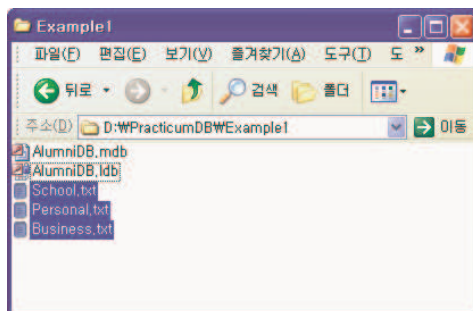 Example1
파일(F) 편집(E) 보기(V) 즐겨찾기(A) 도구(T) 도 »
뒤로 검색 폴더
주소(D) D:₩PracticumDB₩Example1 이동
AlumniDB.mdb
AlumniDB.ldb
School.txt
Personal.txt
Business.txt